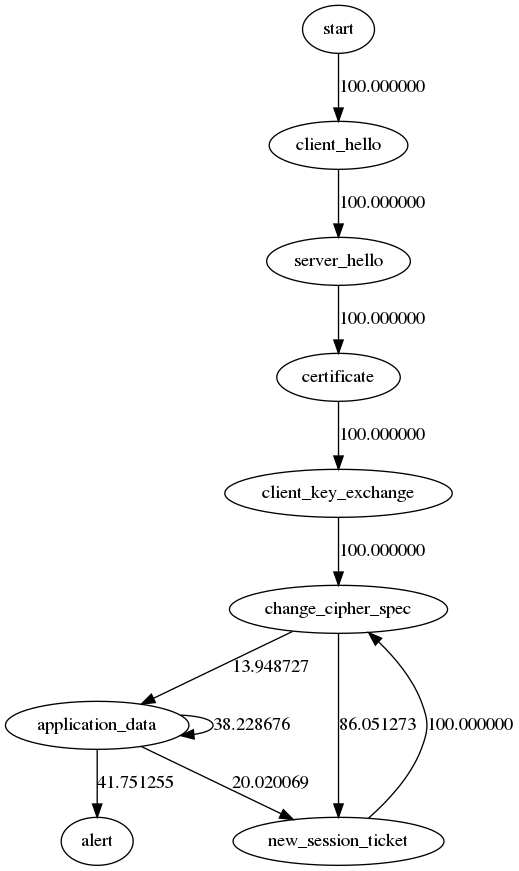 start
100.000000
client_hello
100.000000
server_hello
100.000000
certificate
100.000000
client_key_exchange
100.000000
change_cipher_spec
13.948727
application_data
38.228676
86.051273
100.000000
41.751255
20.020069
alert
new_session_ticket